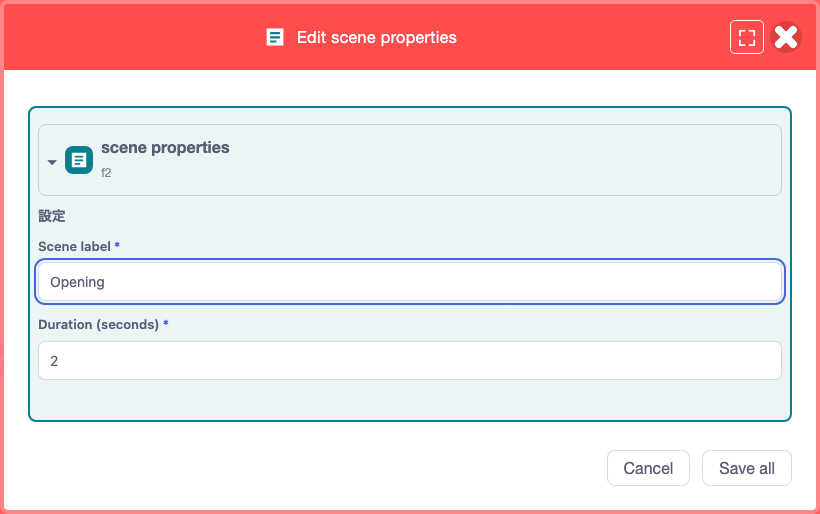 Edit scene properties
scene properties
f2
設定
Scene label *
Opening
Duration (seconds) *
2
Cancel
Save all